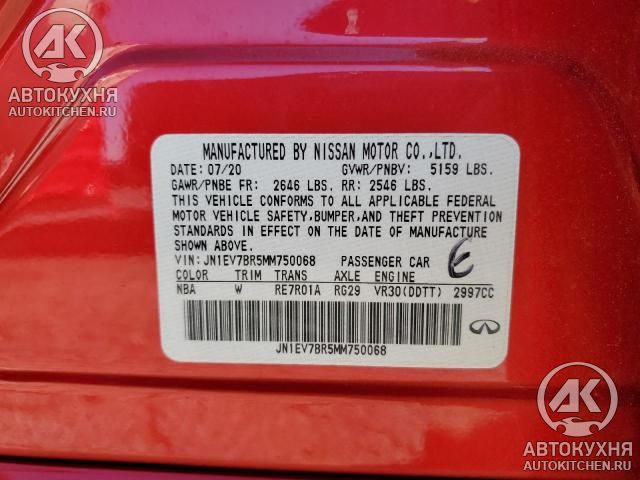 AK
АВТОКУХНЯ
AUTOKITCHEN.RU
MANUFACTURED BY NISSAN MOTOR CO.,LTD.
DATE: 07/20 GVWR/PNBV: 5159 LBS.
GAWR/PNBE FR: 2646 LBS. RR: 2546 LBS.
THIS VEHICLE CONFORMS TO ALL APPLICABLE FEDERAL
MOTOR VEHICLE SAFETY,BUMPER,AND THEFT PREVENTION
STANDARDS IN EFFECT ON THE DATE OF MANUFACTURE
SHOWN ABOVE.
VIN:JN1EV7BR5MM750068 PASSENGER CAR E
COLOR TRIM TRANS AXLE ENGINE
NBA W RE7R01A RG29 VR30(DDTT) 2997CC
JN1EV7BR5MM750068
AK
АВТОКУХНЯ
AUTOKITCHEN.RU